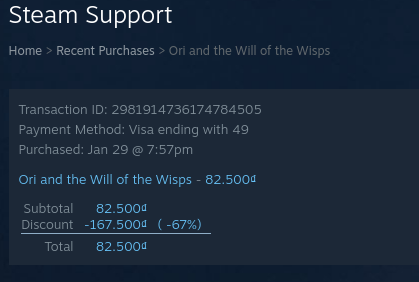 Steam Support
Home > Recent Purchases > Ori and the Will of the Wisps
Transaction ID: 2981914736174784505
Payment Method: Visa ending with 49
Purchased: Jan 29 @ 7:57pm
Ori and the Will of the Wisps - 82.500₫
Subtotal 82.500₫
Discount -167.500₫ ( -67%)
Total 82.500₫